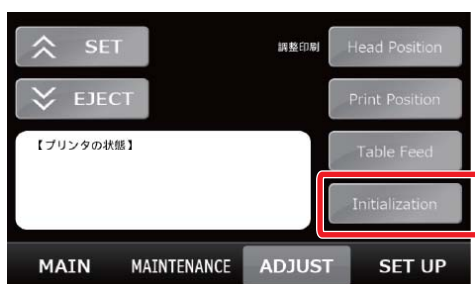 SET
調整印刷
Head Position
EJECT
Print Position
【プリンタの状態】
Table Feed
Initialization
MAIN
MAINTENANCE
ADJUST
SET UP